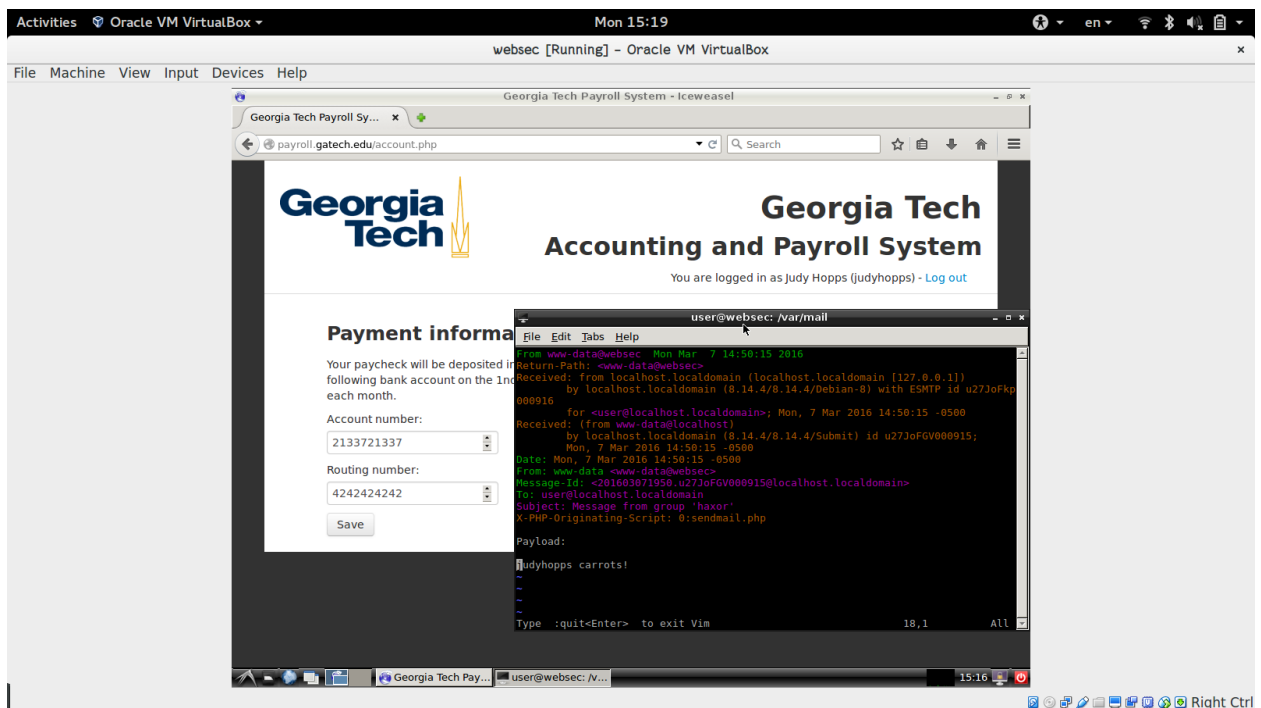 Activities Oracle VM VirtualBox Mon 15:19 en
websec [Running] – Oracle VM VirtualBox ×
File Machine View Input Devices Help
Georgia Tech Payroll System - Iceweasel
Georgia Tech Payroll Sy... ×
payroll.gatech.edu/account.php Search
Georgia
Tech
Georgia Tech
Accounting and Payroll System
You are logged in as Judy Hopps (judyhopps) - Log out
Payment informa
Your paycheck will be deposited in
following bank account on the 1nd
each month.
Account number:
2133721337
Routing number:
4242424242
Save
user@websec: /var/mail
File Edit Tabs Help
From www-data@websec Mon Mar 7 14:50:15 2016
Return-Path: <www-data@websec>
Received: from localhost.localdomain (localhost.localdomain [127.0.0.1])
by localhost.localdomain (8.14.4/8.14.4/Debian-8) with ESMTP id u27JoFkp
000916
for <user@localhost.localdomain>; Mon, 7 Mar 2016 14:50:15 -0500
Received: (from www-data@localhost)
by localhost.localdomain (8.14.4/8.14.4/Submit) id u27JoFGV000915;
Mon, 7 Mar 2016 14:50:15 -0500
Date: Mon, 7 Mar 2016 14:50:15 -0500
From: www-data <www-data@websec>
Message-Id: <201603071950.u27JoFGV000915@localhost.localdomain>
To: user@localhost.localdomain
Subject: Message from group 'haxor'
X-PHP-Originating-Script: 0:sendmail.php
Payload:
judyhopps carrots!
~
~
~
~
Type :quit<Enter> to exit Vim 18,1 All
Georgia Tech Pay... user@websec: /v... 15:16
Right Ctrl